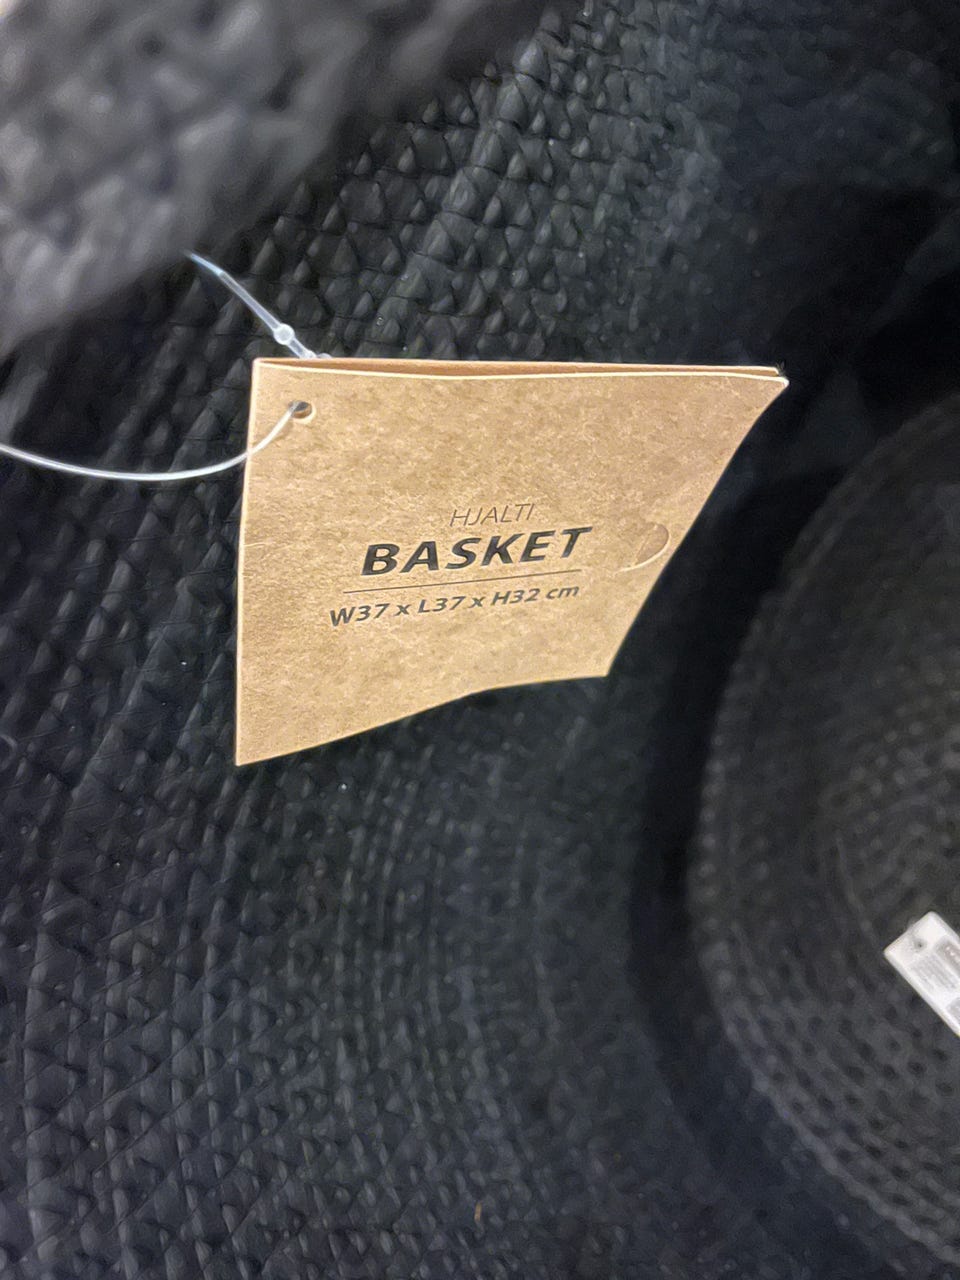 HJALTI
BASKET
W37 x L37 x H32 cm